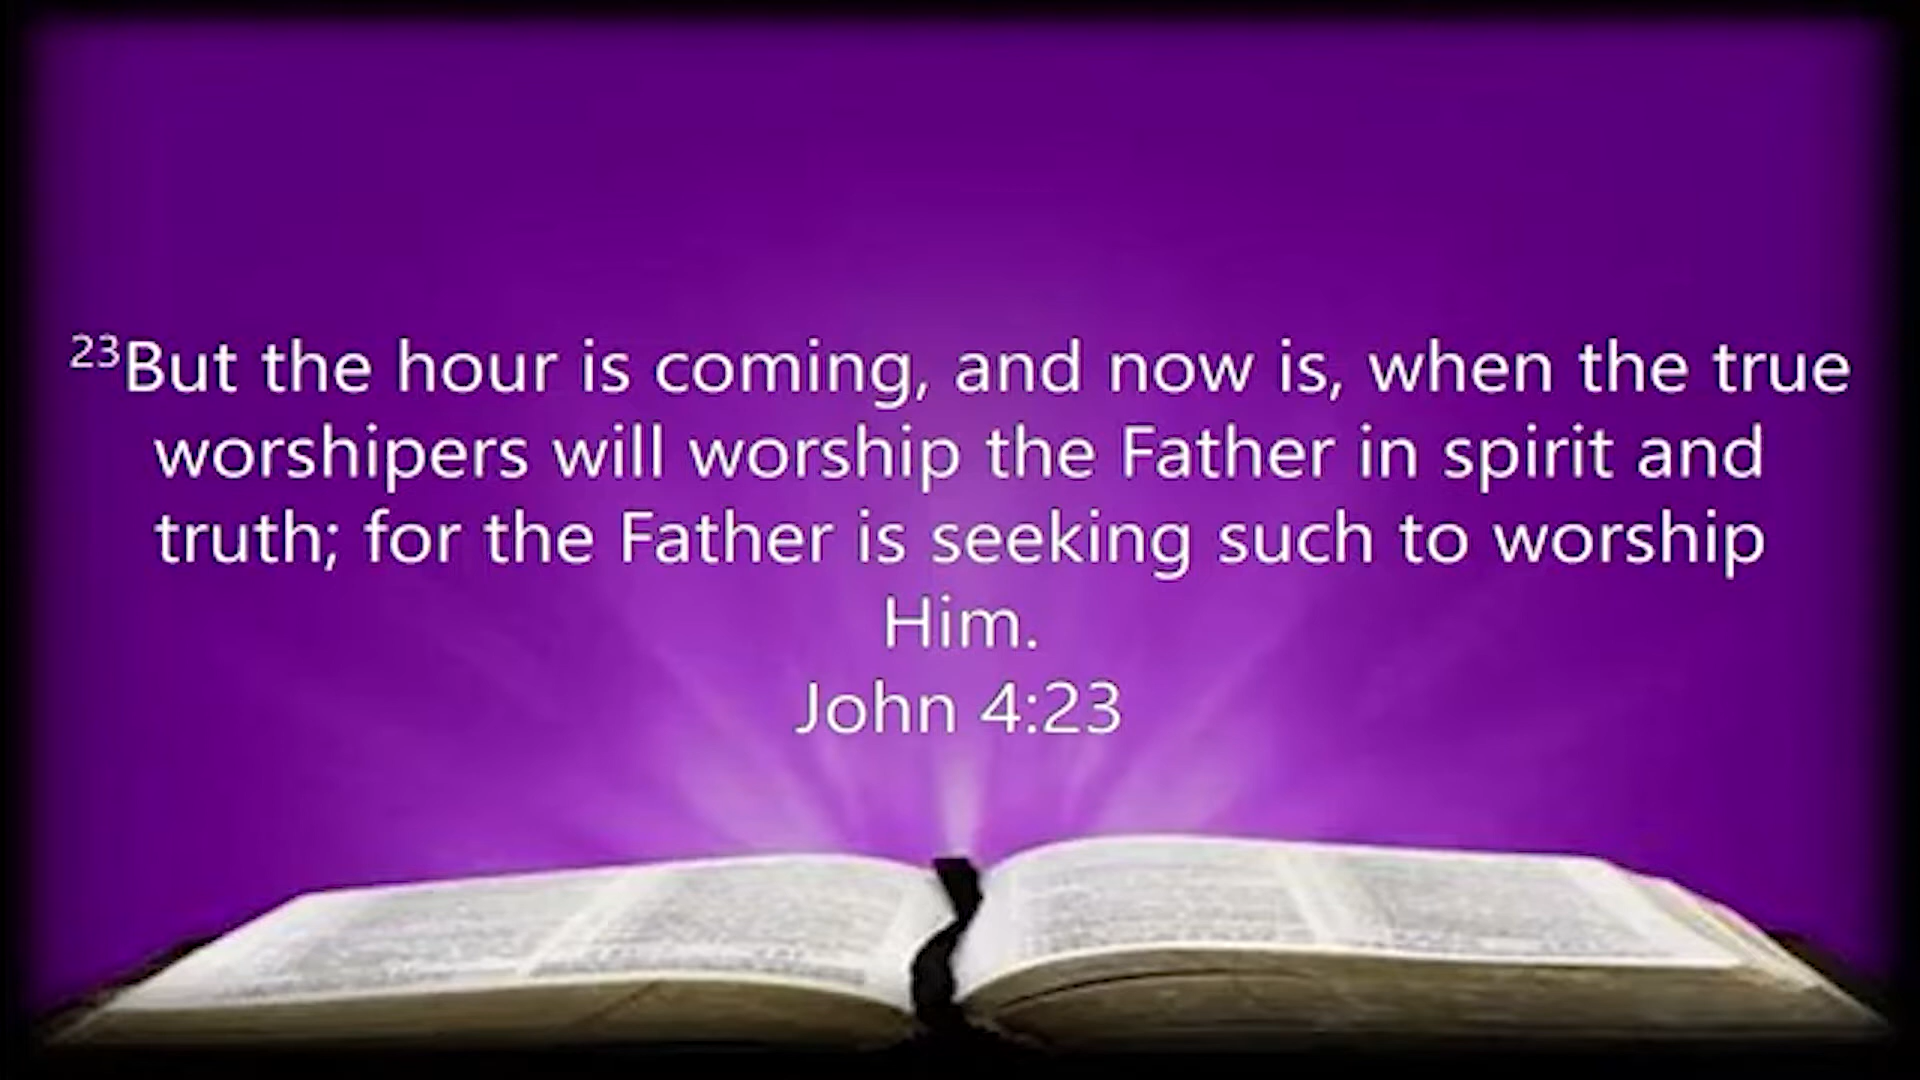 23But the hour is coming, and now is, when the true
worshipers will worship the Father in spirit and
truth; for the Father is seeking such to worship
Him.
John 4:23